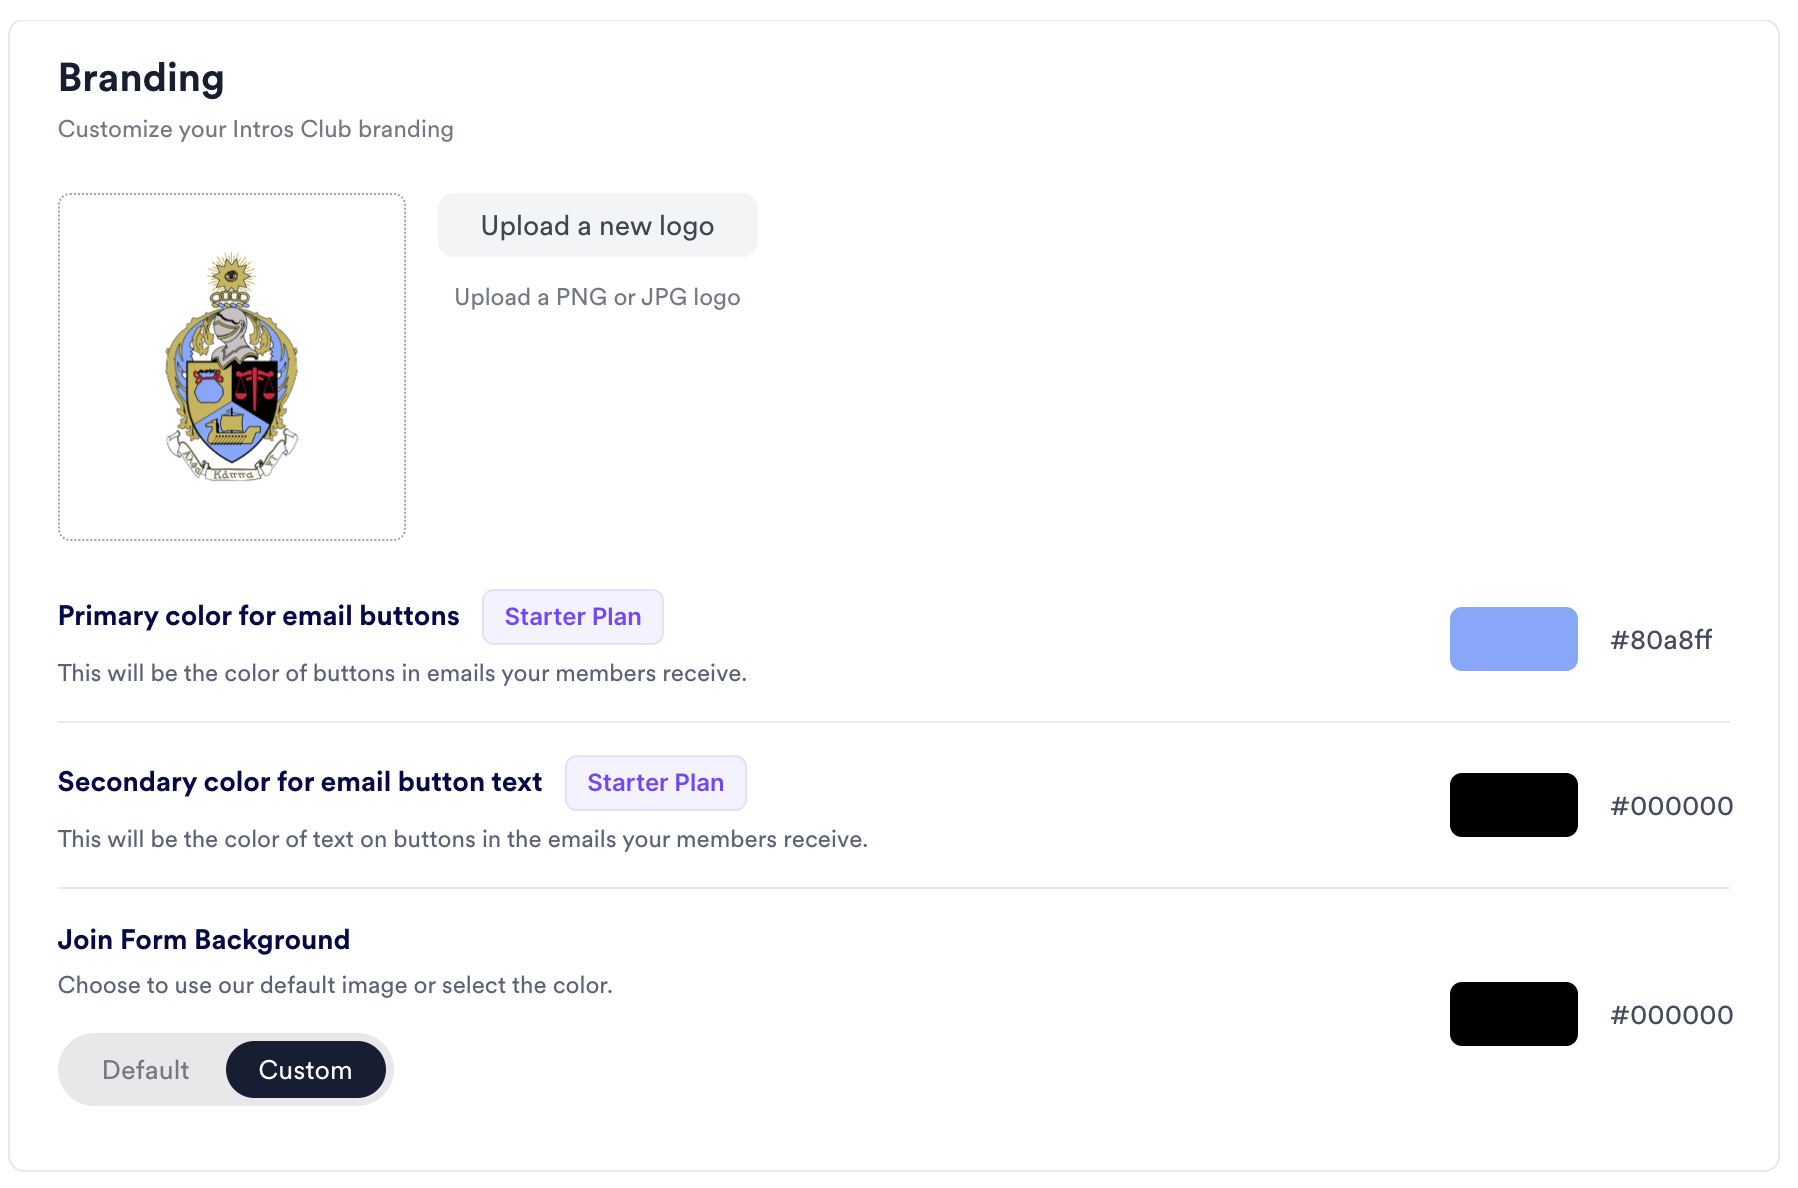 Branding
Customize your Intros Club branding
Upload a new logo
Upload a PNG or JPG logo
Κάππα
Primary color for email buttons
Starter Plan
#80a8ff
This will be the color of buttons in emails your members receive.
Secondary color for email button text
Starter Plan
#000000
This will be the color of text on buttons in the emails your members receive.
Join Form Background
Choose to use our default image or select the color.
#000000
Default
Custom